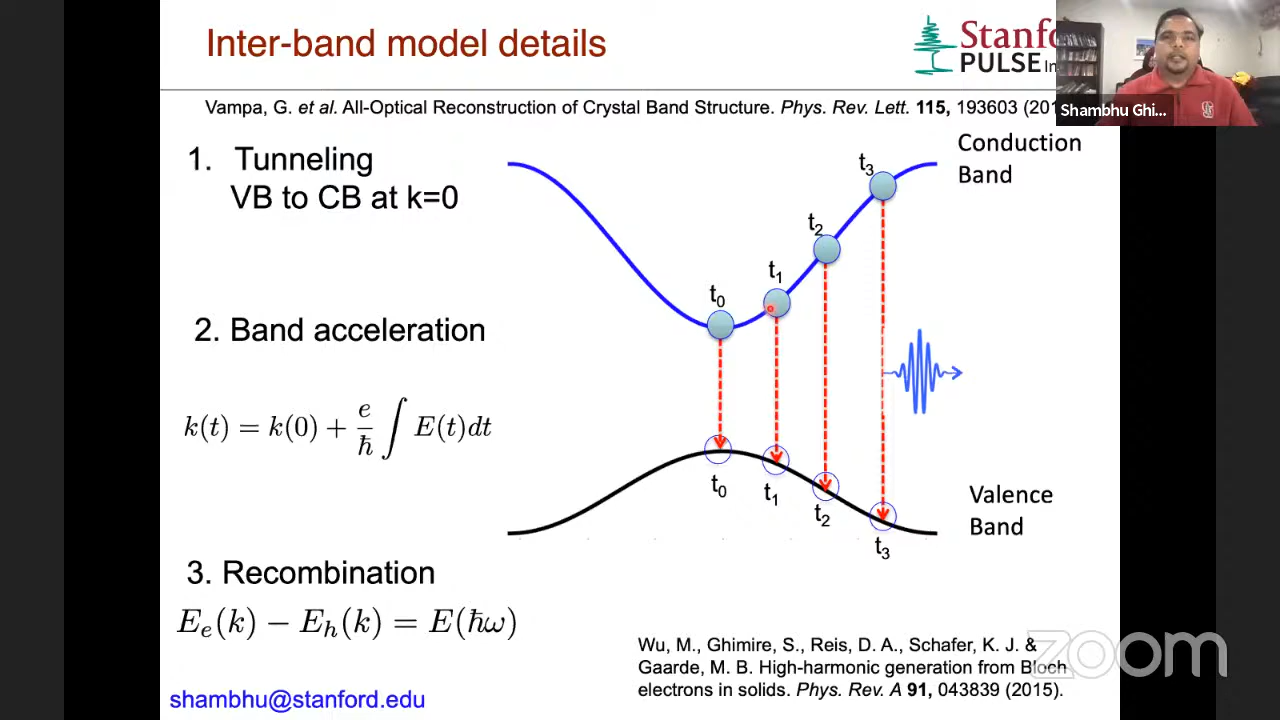 Inter-band model details
Stanf
PULSE In
Vampa, G. et al. All-Optical Reconstruction of Crystal Band Structure. Phys. Rev. Lett. 115, 193603 (201
Shambhu Ghi...
1. Tunneling
VB to CB at k=0
Conduction
Band
t3
t2
t1
t0
2. Band acceleration
k(t) = k(0) + e/ħ ∫ E(t)dt
t0
t1
t2
t3
Valence
Band
3. Recombination
Ee(k) − Eh(k) = E(ħω)
Wu, M., Ghimire, S., Reis, D. A., Schafer, K. J. &
Gaarde, M. B. High-harmonic generation from Bloch
electrons in solids. Phys. Rev. A 91, 043839 (2015).
shambhu@stanford.edu
zoom